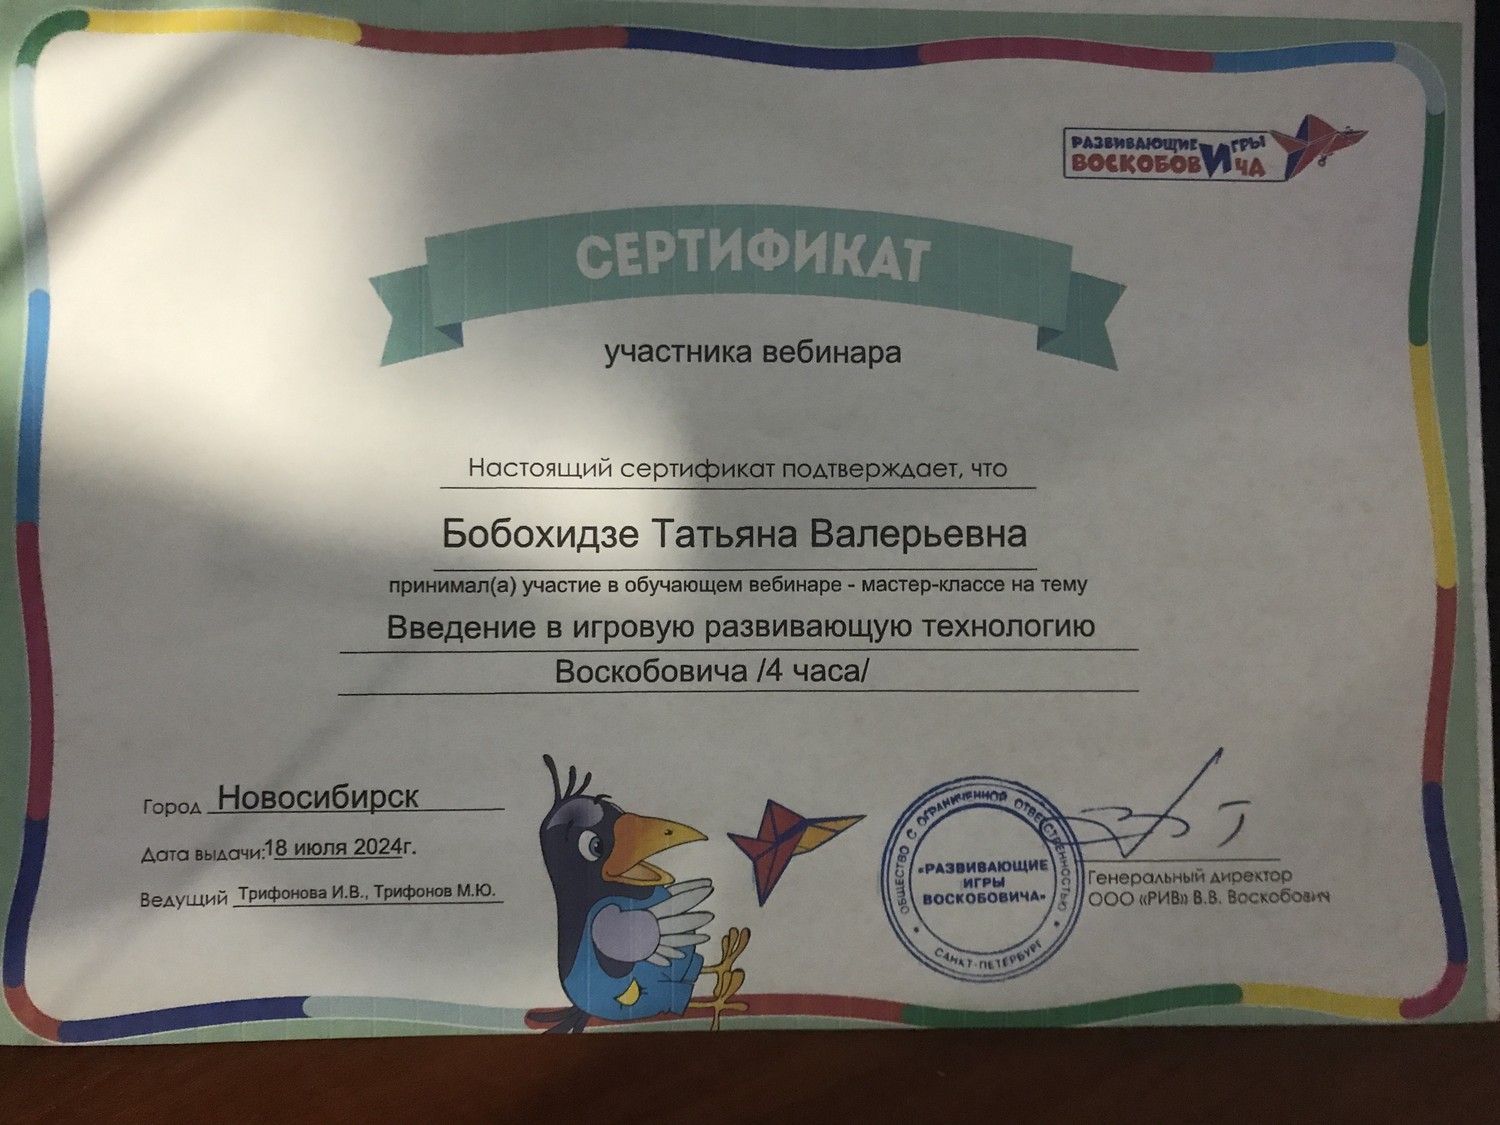 РАЗВИВАЮЩИЕ ИГРЫ
ВОСКОБОВИЧА
СЕРТИФИКАТ
участника вебинара
Настоящий сертификат подтверждает, что
Бобохидзе Татьяна Валерьевна
принимал(а) участие в обучающем вебинаре - мастер-классе на тему
Введение в игровую развивающую технологию
Воскобовича /4 часа/
Город Новосибирск
Дата выдачи:18 июля 2024г.
Ведущий Трифонова И.В., Трифонов М.Ю.
ОБЩЕСТВО С ОГРАНИЧЕННОЙ ОТВЕТСТВЕННОСТЬЮ
«РАЗВИВАЮЩИЕ
ИГРЫ
ВОСКОБОВИЧА»
САНКТ-ПЕТЕРБУРГ
Генеральный директор
ООО «РИВ» В.В. Воскобович